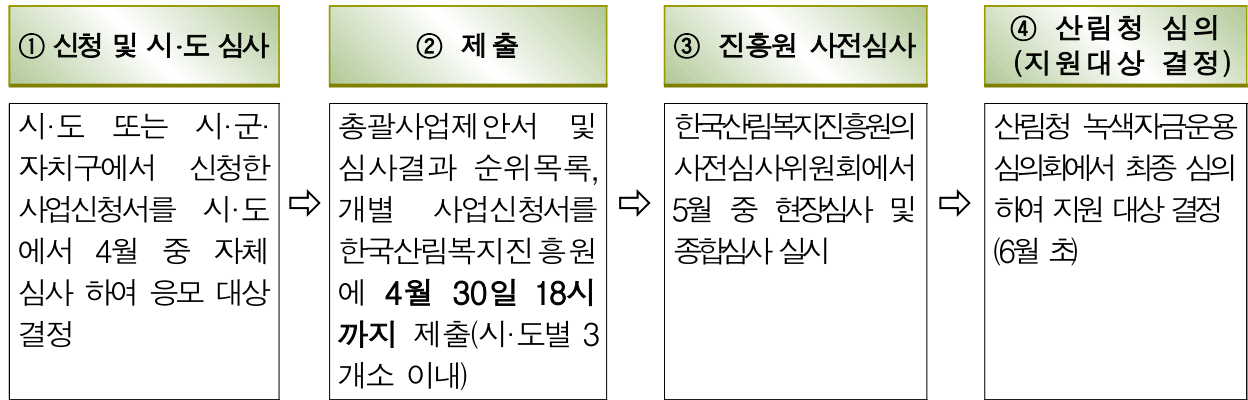 ① 신청 및 시·도 심사
시·도 또는 시·군·
자치구에서 신청한
사업신청서를 시·도
에서 4월 중 자체
심사 하여 응모 대상
결정
② 제출
총괄사업제안서 및
심사결과 순위목록,
개별 사업신청서를
한국산림복지진흥원
에 4월 30일 18시
까지 제출(시·도별 3
개소 이내)
③ 진흥원 사전심사
한국산림복지진흥원의
사전심사위원회에서
5월 중 현장심사 및
종합심사 실시
④ 산림청 심의
(지원대상 결정)
산림청 녹색자금운용
심의회에서 최종 심의
하여 지원 대상 결정
(6월 초)